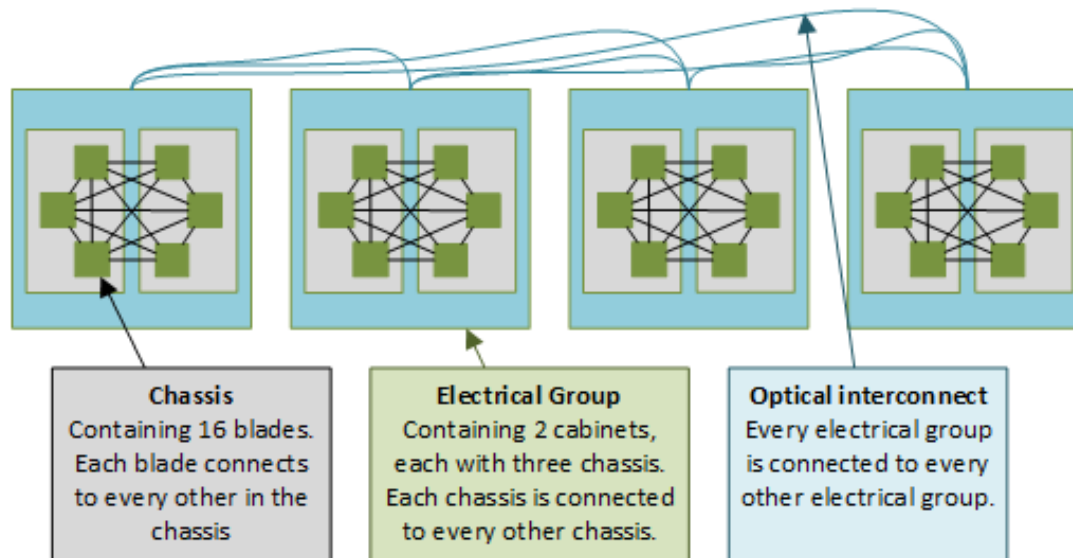 Chassis
Containing 16 blades.
Each blade connects
to every other in the
chassis
Electrical Group
Containing 2 cabinets,
each with three chassis.
Each chassis is connected
to every other chassis.
Optical interconnect
Every electrical group
is connected to every
other electrical group.